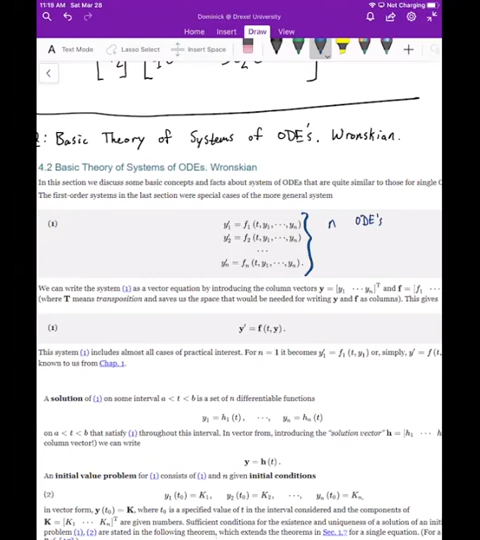 11:19 AM Sat Mar 28
Dominick @ Drexel University
Not Charging
Home Insert Draw View
Text Mode Lasso Select Insert Space
: Basic Theory of Systems of ODE's. Wronskian.
4.2 Basic Theory of Systems of ODEs. Wronskian
In this section we discuss some basic concepts and facts about system of ODEs that are quite similar to those for single
The first-order systems in the last section were special cases of the more general system
(1) y′₁ = f₁ (t, y₁, ⋯, yₙ)
y′₂ = f₂ (t, y₁, ⋯, yₙ)
⋯
y′ₙ = fₙ (t, y₁, ⋯, yₙ).
n ODE's
We can write the system (1) as a vector equation by introducing the column vectors y = [y₁ ⋯ yₙ]ᵀ and f = [f₁ ⋯
(where T means transposition and saves us the space that would be needed for writing y and f as columns). This gives
(1) y′ = f (t, y).
This system (1) includes almost all cases of practical interest. For n = 1 it becomes y′₁ = f₁ (t, y₁) or, simply, y′ = f (t,
known to us from Chap. 1.
A solution of (1) on some interval a < t < b is a set of n differentiable functions
y₁ = h₁ (t), ⋯, yₙ = hₙ (t)
on a < t < b that satisfy (1) throughout this interval. In vector from, introducing the "solution vector" h = [h₁ ⋯ h
column vector!) we can write
y = h (t).
An initial value problem for (1) consists of (1) and n given initial conditions
(2) y₁ (t₀) = K₁, y₂ (t₀) = K₂, ⋯, yₙ (t₀) = Kₙ,
in vector form, y (t₀) = K, where t₀ is a specified value of t in the interval considered and the components of
K = [K₁ ⋯ Kₙ]ᵀ are given numbers. Sufficient conditions for the existence and uniqueness of a solution of an init
problem (1), (2) are stated in the following theorem, which extends the theorems in Sec. 1.7 for a single equation. (For